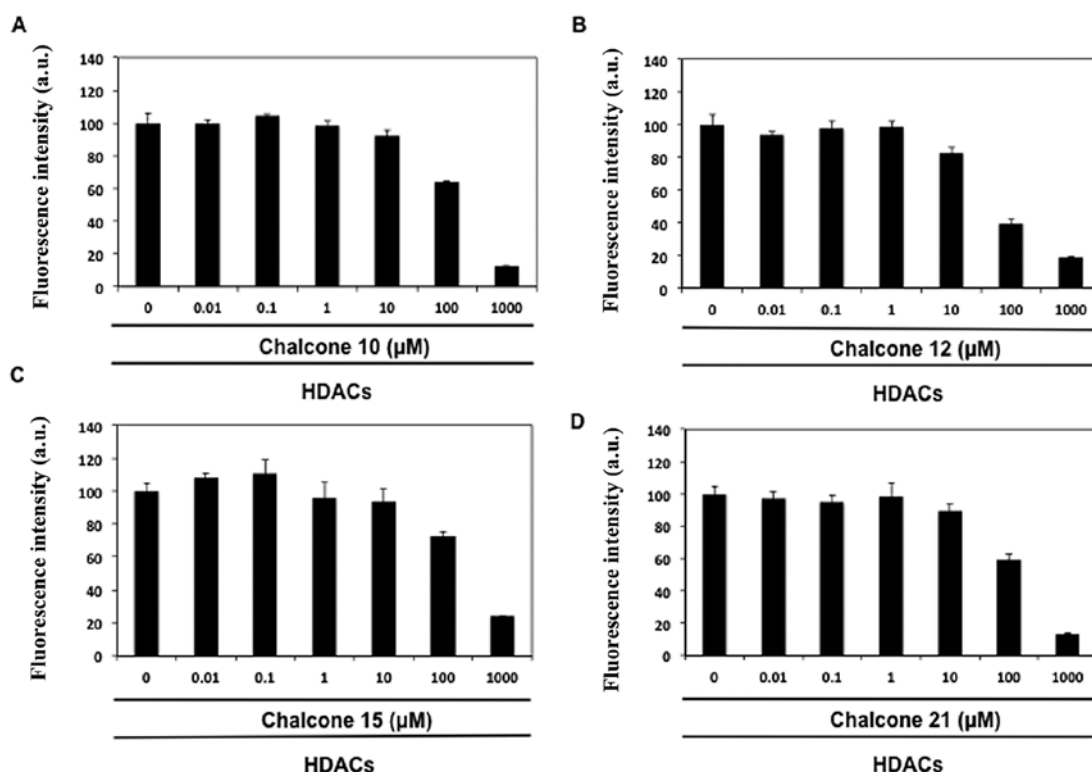 A
Fluorescence intensity (a.u.)
140
120
100
80
60
40
20
0
0 0.01 0.1 1 10 100 1000
Chalcone 10 (µM)
HDACs
B
Fluorescence intensity (a.u.)
140
120
100
80
60
40
20
0
0 0.01 0.1 1 10 100 1000
Chalcone 12 (µM)
HDACs
C
Fluorescence intensity (a.u.)
140
120
100
80
60
40
20
0
0 0.01 0.1 1 10 100 1000
Chalcone 15 (µM)
HDACs
D
Fluorescence intensity (a.u.)
140
120
100
80
60
40
20
0
0 0.01 0.1 1 10 100 1000
Chalcone 21 (µM)
HDACs